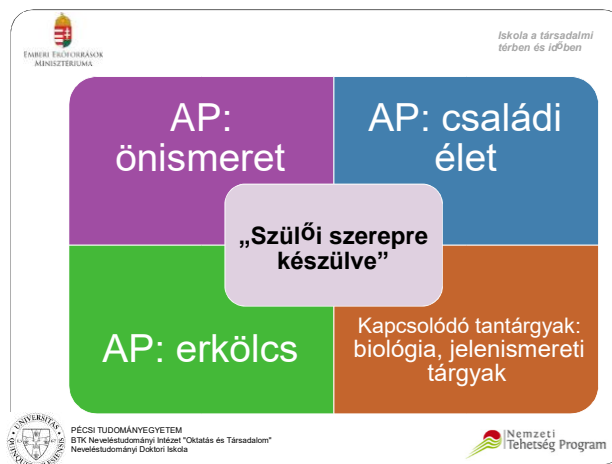 EMBERI ERŐFORRÁSOK
MINISZTÉRIUMA
Iskola a társadalmi
térben és időben
AP:
önismeret
AP: családi
élet
„Szülői szerepre
készülve”
AP: erkölcs
Kapcsolódó tantárgyak:
biológia, jelenismereti
tárgyak
PÉCSI TUDOMÁNYEGYETEM
BTK Neveléstudományi Intézet "Oktatás és Társadalom"
Neveléstudományi Doktori Iskola
Nemzeti
Tehetség Program